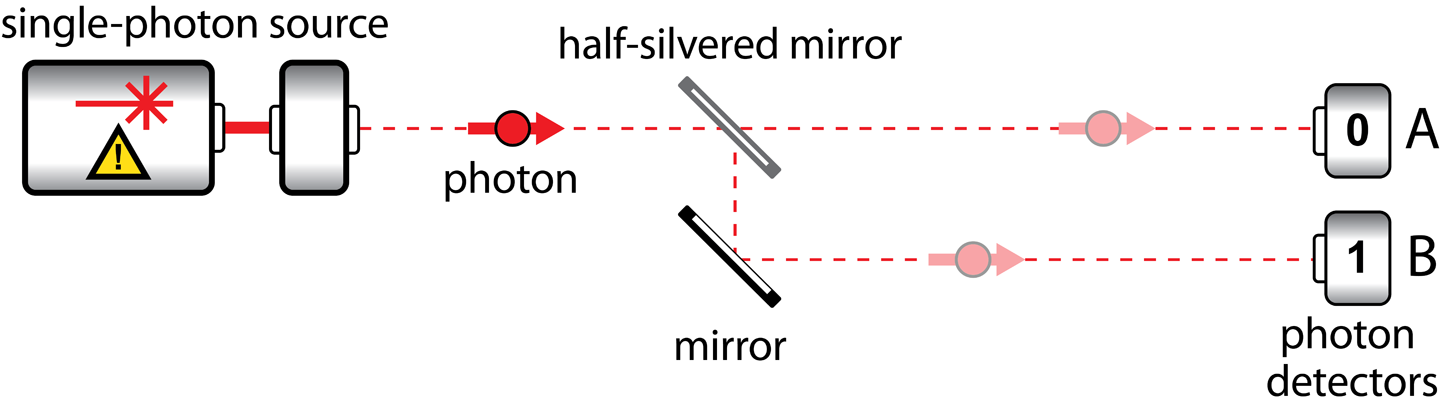 single-photon source
half-silvered mirror
!
photon
0 A
1 B
mirror
photon
detectors